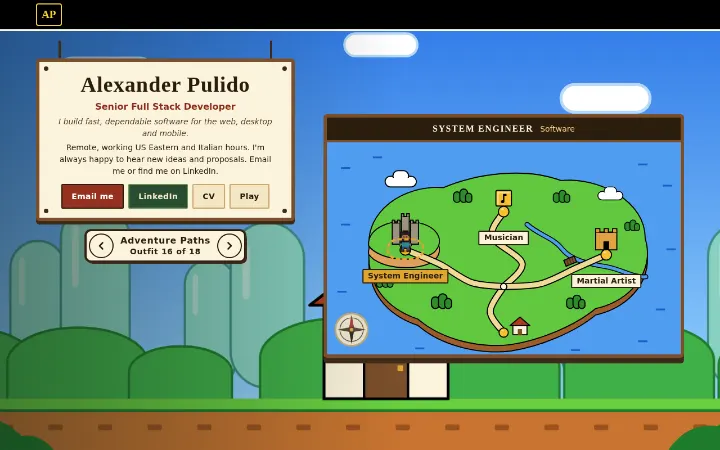 AP
Alexander Pulido
Senior Full Stack Developer
I build fast, dependable software for the web, desktop
and mobile.
Remote, working US Eastern and Italian hours. I'm
always happy to hear new ideas and proposals. Email
me or find me on LinkedIn.
Email me
LinkedIn
CV
Play
Adventure Paths
Outfit 16 of 18
SYSTEM ENGINEER Software
Musician
System Engineer
Martial Artist